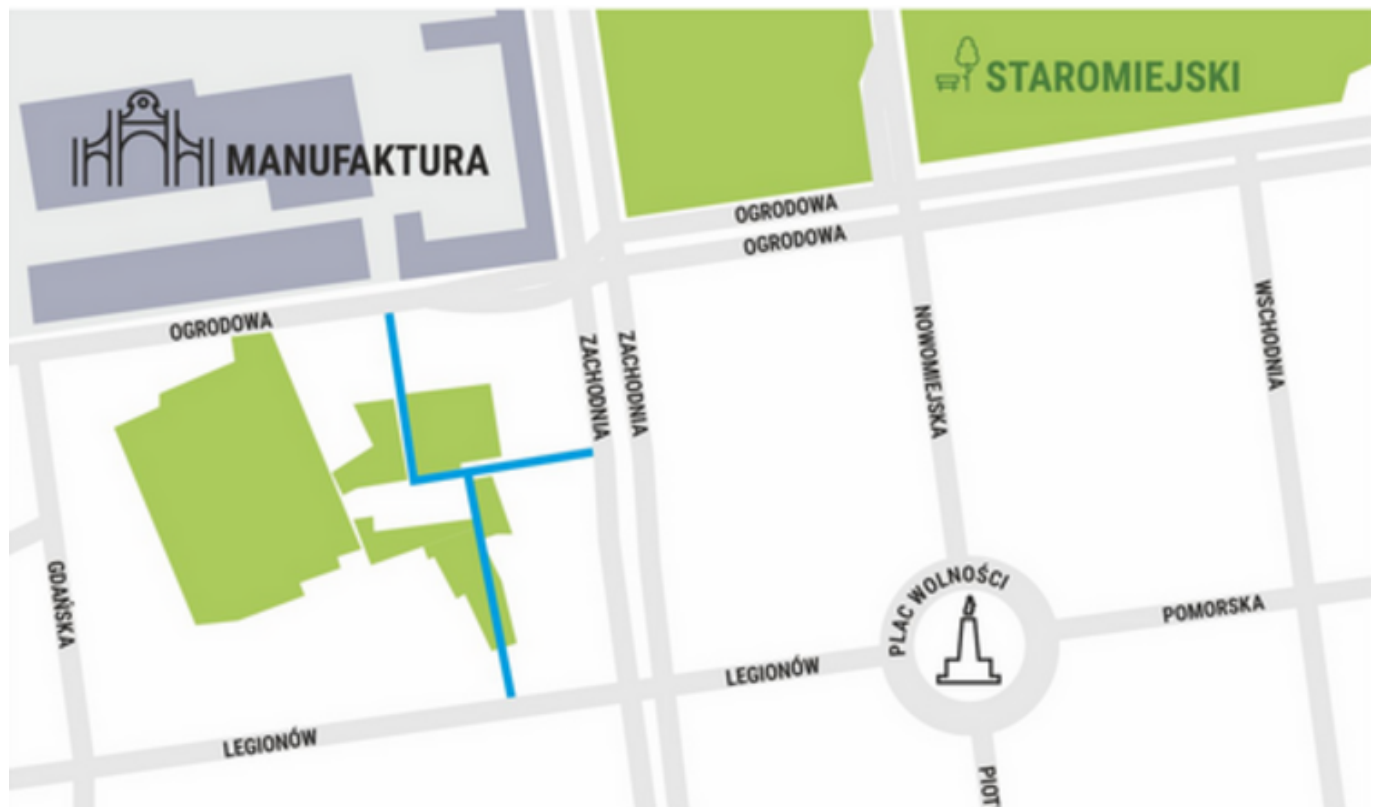 STAROMIEJSKI
MANUFAKTURA
OGRODOWA
OGRODOWA
OGRODOWA
ZACHODNIA
ZACHODNIA
NOWOMIEJSKA
WSCHODNIA
GDAŃSKA
PLAC WOLNOŚCI
POMORSKA
LEGIONÓW
LEGIONÓW
PIOT